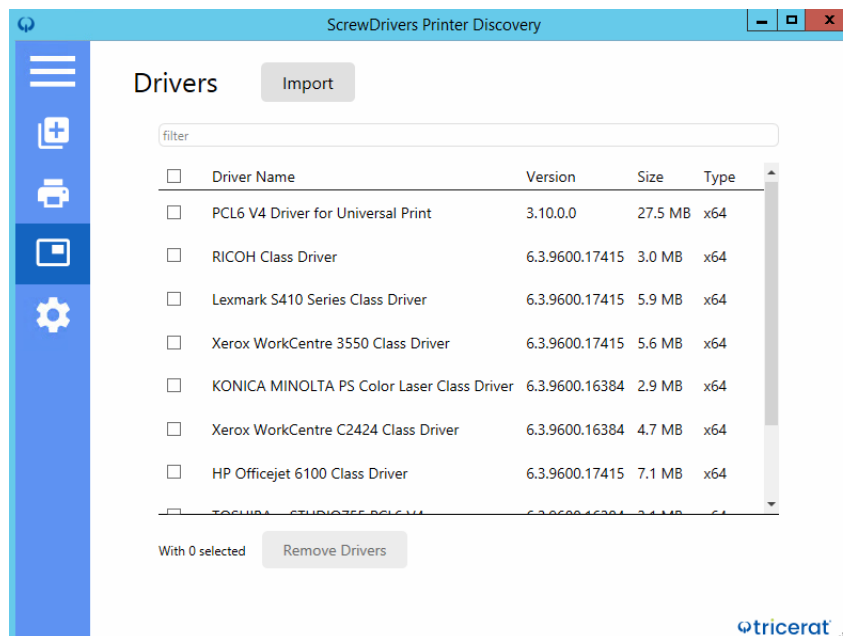 ScrewDrivers Printer Discovery
Drivers Import
filter
Driver Name Version Size Type
PCL6 V4 Driver for Universal Print 3.10.0.0 27.5 MB x64
RICOH Class Driver 6.3.9600.17415 3.0 MB x64
Lexmark S410 Series Class Driver 6.3.9600.17415 5.9 MB x64
Xerox WorkCentre 3550 Class Driver 6.3.9600.17415 5.6 MB x64
KONICA MINOLTA PS Color Laser Class Driver 6.3.9600.16384 2.9 MB x64
Xerox WorkCentre C2424 Class Driver 6.3.9600.16384 4.7 MB x64
HP Officejet 6100 Class Driver 6.3.9600.17415 7.1 MB x64
With 0 selected Remove Drivers
tricerat